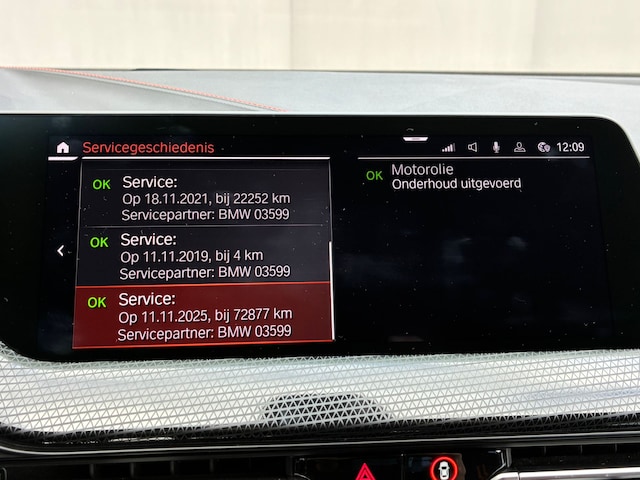 Servicegeschiedenis
12:09
OK Service:
Op 18.11.2021, bij 22252 km
Servicepartner: BMW 03599
OK Service:
Op 11.11.2019, bij 4 km
Servicepartner: BMW 03599
OK Service:
Op 11.11.2025, bij 72877 km
Servicepartner: BMW 03599
OK Motorolie
Onderhoud uitgevoerd